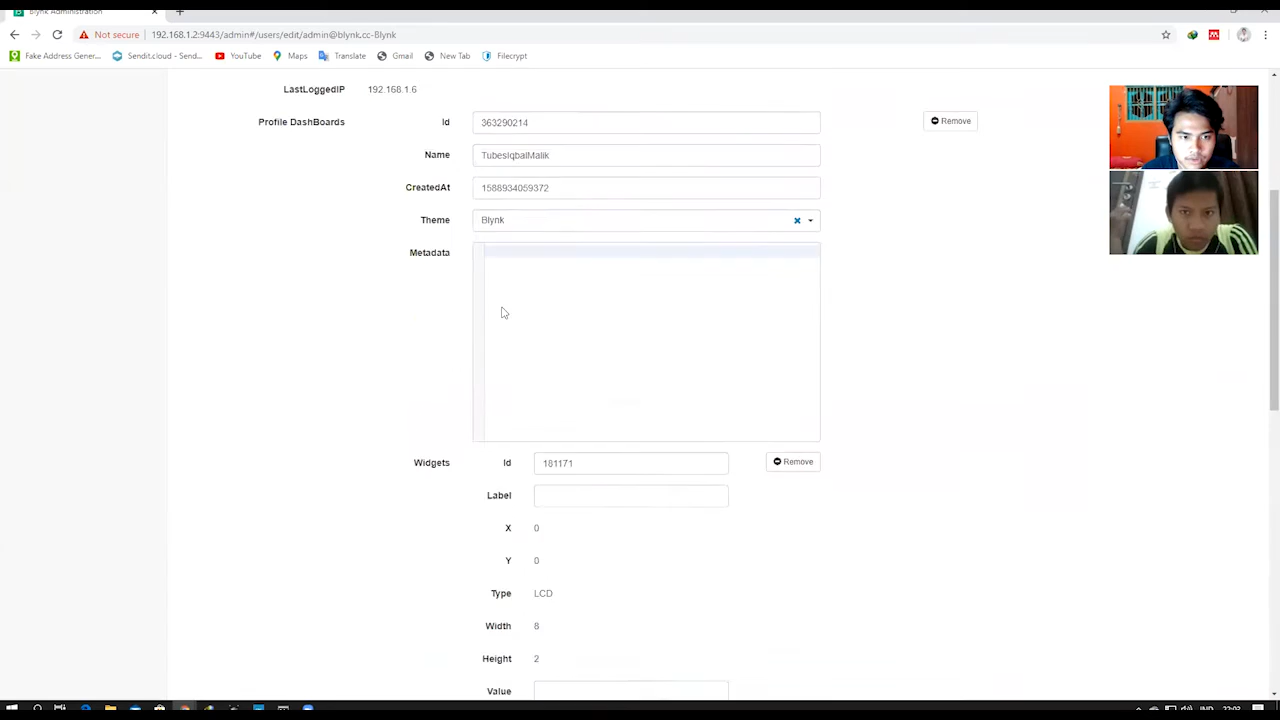 Blynk Administration
Not secure
192.168.1.2:9443/admin#/users/edit/admin@blynk.cc-Blynk
Fake Address Gener...
Sendit.cloud - Send...
YouTube
Maps
Translate
Gmail
New Tab
Filecrypt
LastLoggedIP 192.168.1.6
Profile DashBoards Id 363290214 Remove
Name TubesIqbalMalik
CreatedAt 1588934059372
Theme Blynk
Metadata
Widgets Id 181171 Remove
Label
X 0
Y 0
Type LCD
Width 8
Height 2
Value